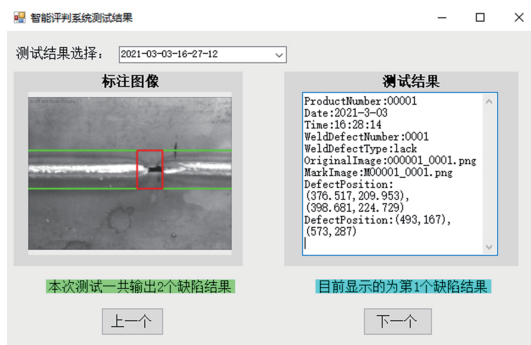 智能评判系统测试结果
测试结果选择：
2021-03-03-16-27-12
标注图像
测试结果
ProductNumber:00001
Date:2021-3-03
Time:16:28:14
WeldDefectNumber:0001
WeldDefectType:lack
OriginalImage:000001_0001.png
MarkImage:M00001_0001.png
DefectPosition:
(376.517,209.953),
(398.681,224.729)
DefectPosition:(493,167),
(573,287)
本次测试一共输出2个缺陷结果
目前显示的为第1个缺陷结果
上一个
下一个